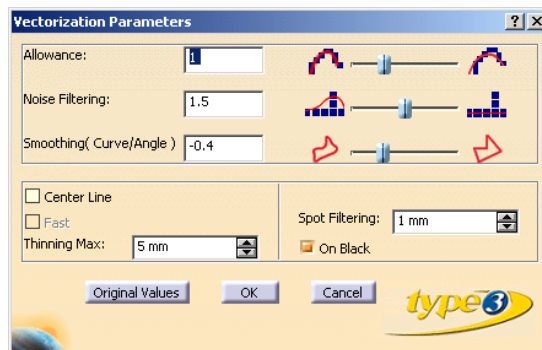 Vectorization Parameters
Allowance: 1
Noise Filtering: 1.5
Smoothing( Curve/Angle ) -0.4
Center Line
Fast
Thinning Max: 5 mm
Spot Filtering: 1 mm
On Black
Original Values OK Cancel
type3